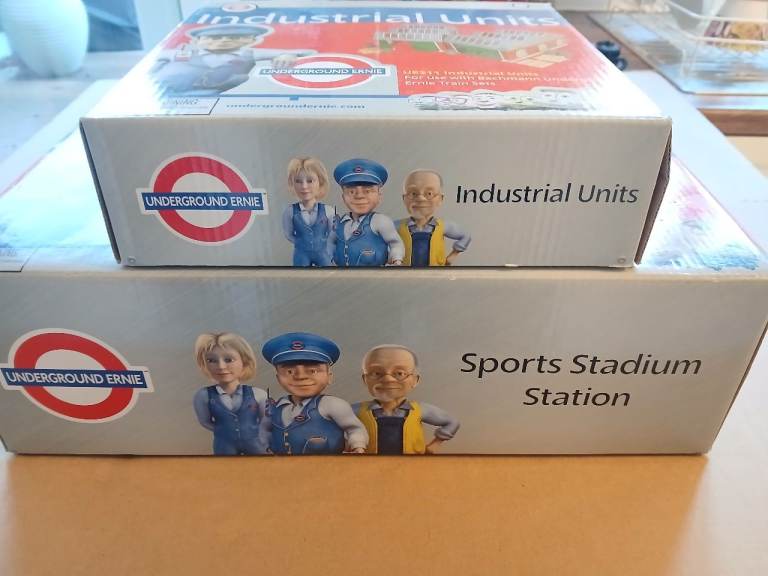 Industrial Units
UNDERGROUND ERNIE
Industrial Units
For use with Bachmann Underground
Ernie Train Sets
undergroundernie.com
UNDERGROUND ERNIE
Industrial Units
UNDERGROUND ERNIE
Sports Stadium
Station